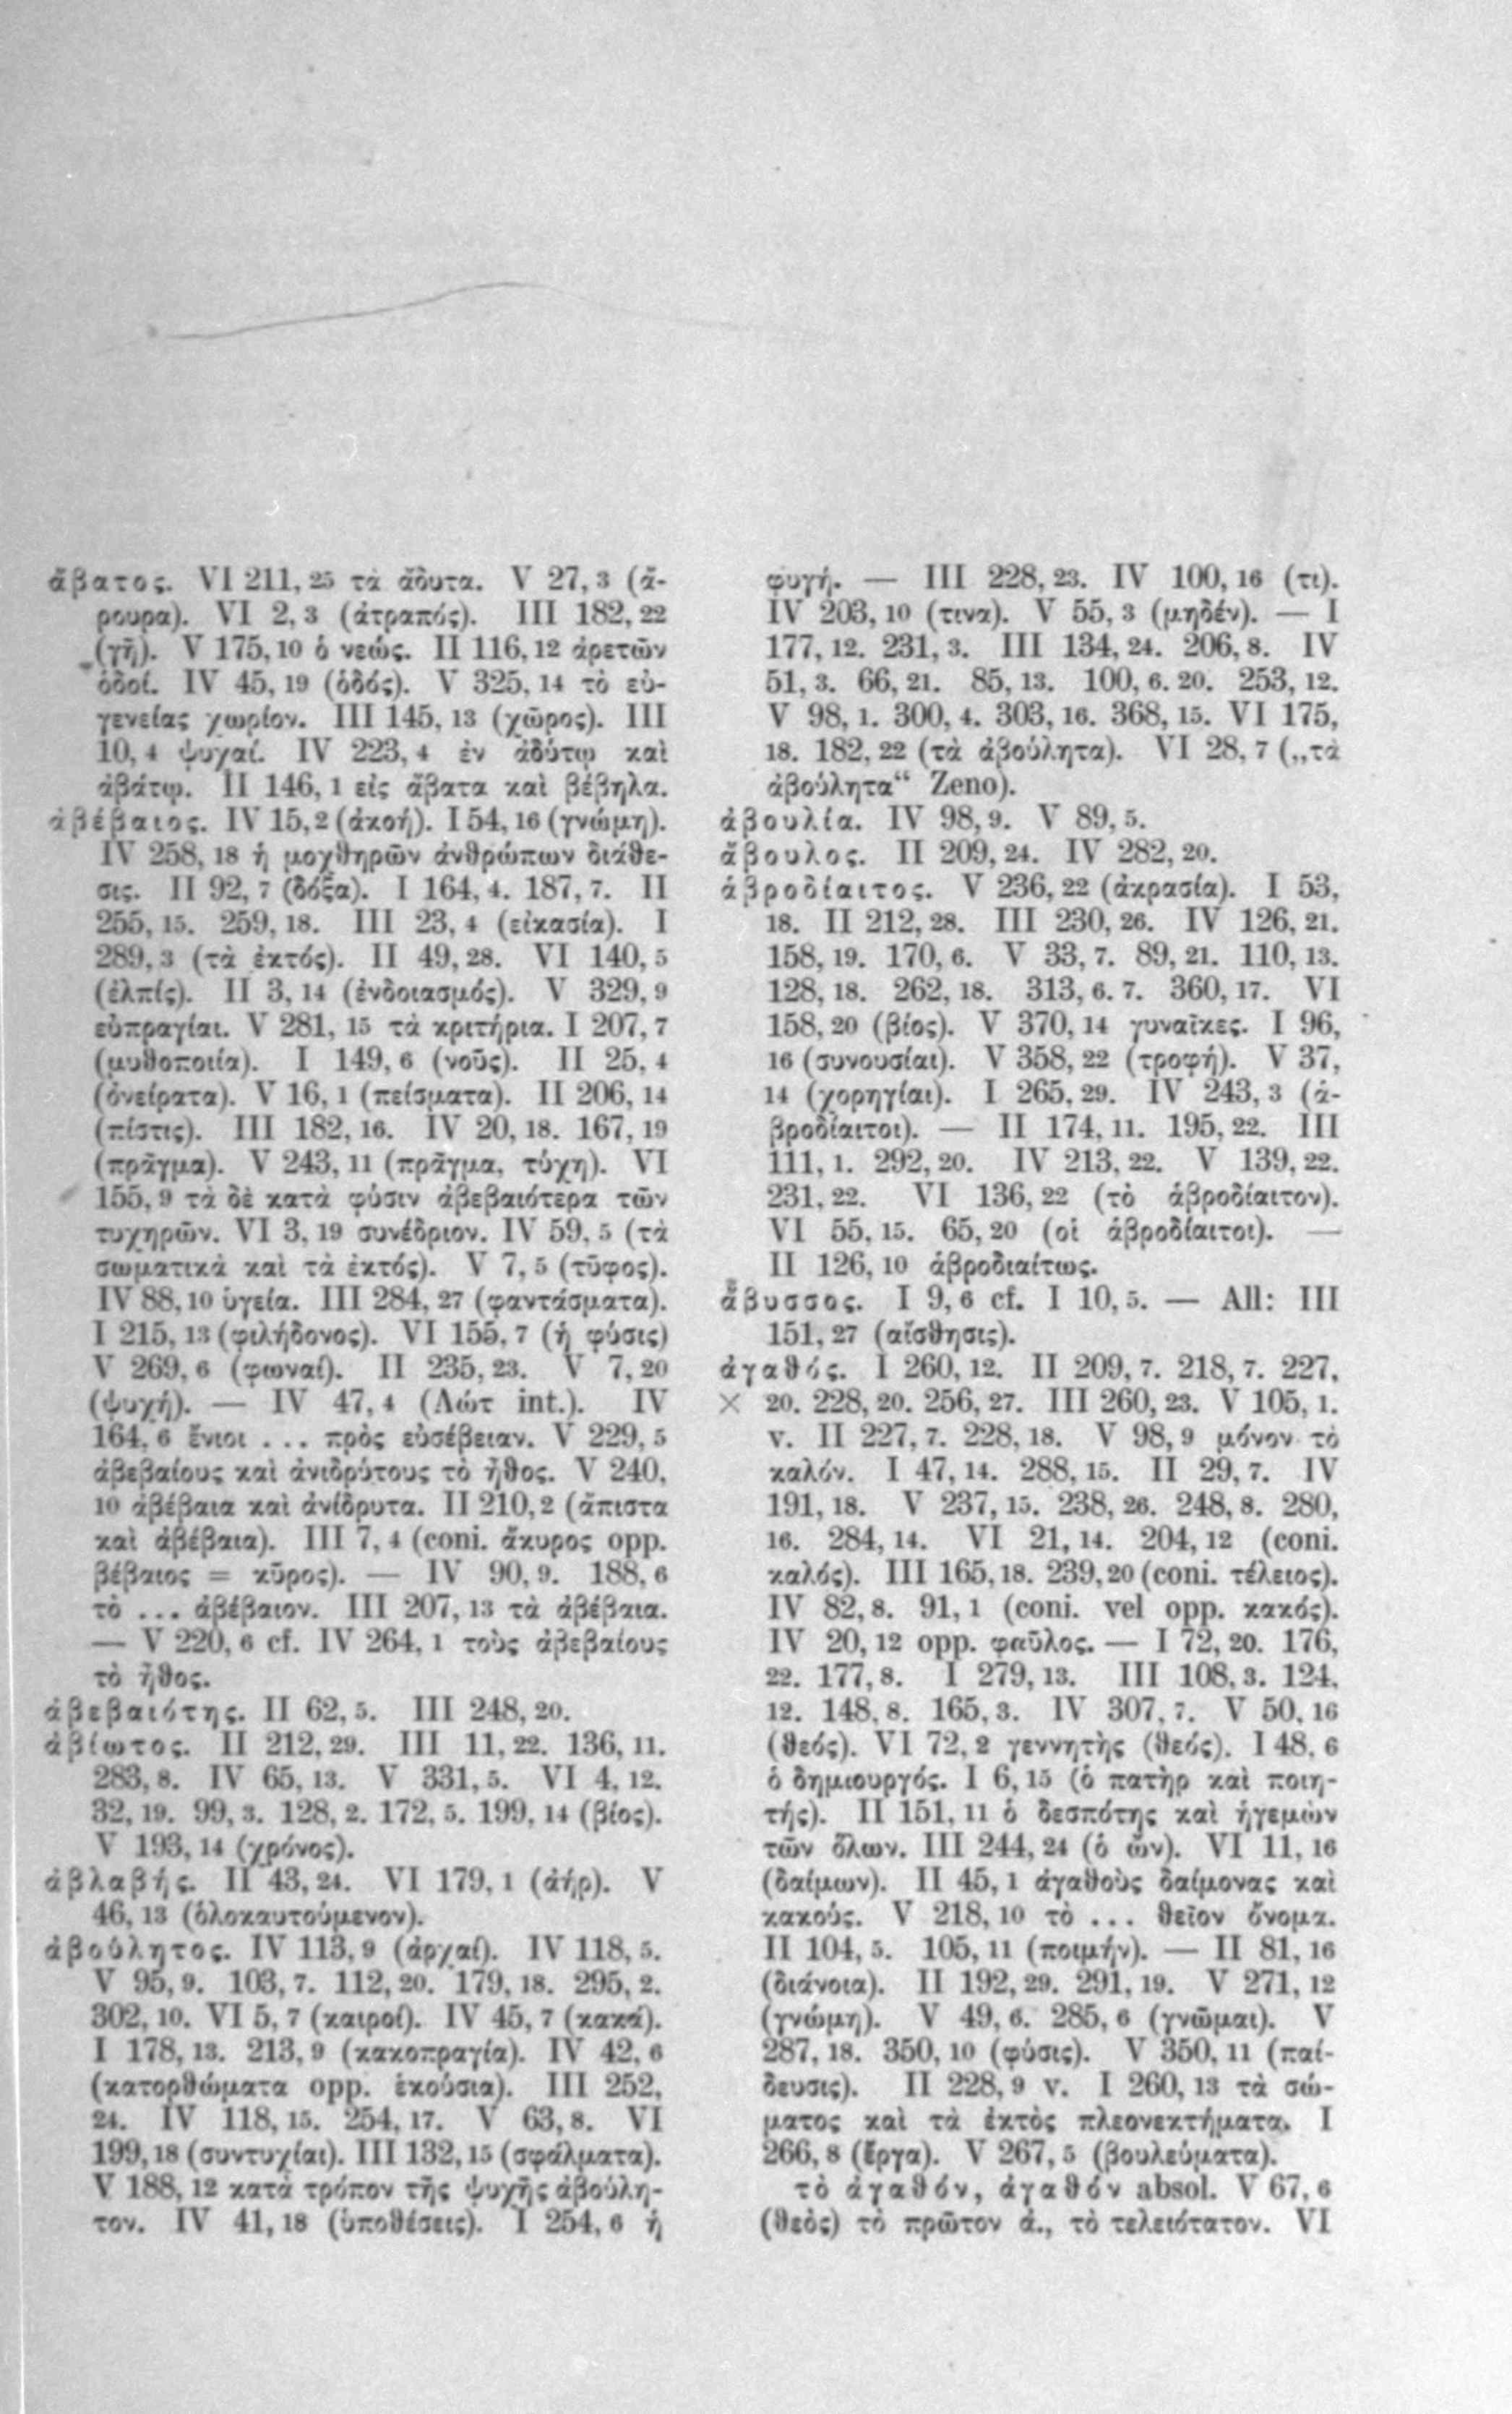 ἄβατος. VI 211, 25 τὰ ἄδυτα. V 27, 3 (ἄ-
ρουρα). VI 2, 3 (ἀτραπός). III 182, 22
(γῆ). V 175, 10 ὁ νεώς. II 116, 12 ἀρετῶν
ὁδοί. IV 45, 19 (ὁδός). V 325, 14 τὸ εὐ-
γενείας χωρίον. III 145, 13 (χῶρος). III
10, 4 ψυχαί. IV 223, 4 ἐν ἀδύτῳ καὶ
ἀβάτῳ. II 146, 1 εἰς ἄβατα καὶ βέβηλα.
ἀβέβαιος. IV 15, 2 (ἀκοή). I 54, 16 (γνώμη).
IV 258, 18 ἡ μοχθηρῶν ἀνθρώπων διάθε-
σις. II 92, 7 (δόξα). I 164, 4. 187, 7. II
255, 15. 259, 18. III 23, 4 (εἰκασία). I
289, 3 (τὰ ἐκτός). II 49, 28. VI 140, 5
(ἐλπίς). II 3, 14 (ἐνδοιασμός). V 329, 9
εὐπραγίαι. V 281, 15 τὰ κριτήρια. I 207, 7
(μυθοποιία). I 149, 6 (νοῦς). II 25, 4
(ὀνείρατα). V 16, 1 (πείσματα). II 206, 14
(πίστις). III 182, 16. IV 20, 18. 167, 19
(πρᾶγμα). V 243, 11 (πρᾶγμα, τύχη). VI
155, 9 τὰ δὲ κατὰ φύσιν ἀβεβαιότερα τῶν
τυχηρῶν. VI 3, 19 συνέδριον. IV 59, 5 (τὰ
σωματικὰ καὶ τὰ ἐκτός). V 7, 5 (τῦφος).
IV 88, 10 ὑγεία. III 284, 27 (φαντάσματα).
I 215, 13 (φιλήδονος). VI 155, 7 (ἡ φύσις)
V 269, 6 (φωναί). II 235, 23. V 7, 20
(ψυχή). — IV 47, 4 (Λώτ int.). IV
164, 6 ἔνιοι ... πρὸς εὐσέβειαν. V 229, 5
ἀβεβαίους καὶ ἀνιδρύτους τὸ ἦθος. V 240,
10 ἀβέβαια καὶ ἀνίδρυτα. II 210, 2 (ἄπιστα
καὶ ἀβέβαια). III 7, 4 (coni. ἄκυρος opp.
βέβαιος = κῦρος). — IV 90, 9. 188, 6
τὸ ... ἀβέβαιον. III 207, 13 τὰ ἀβέβαια.
— V 220, 6 cf. IV 264, 1 τοὺς ἀβεβαίους
τὸ ἦθος.
ἀβεβαιότης. II 62, 5. III 248, 20.
ἀβίωτος. II 212, 29. III 11, 22. 136, 11.
283, 8. IV 65, 13. V 331, 5. VI 4, 12.
32, 19. 99, 3. 128, 2. 172, 5. 199, 14 (βίος).
V 193, 14 (χρόνος).
ἀβλαβής. II 43, 24. VI 179, 1 (ἀήρ). V
46, 13 (ὁλοκαυτούμενον).
ἀβούλητος. IV 113, 9 (ἀρχαί). IV 118, 5.
V 95, 9. 103, 7. 112, 20. 179, 18. 295, 2.
302, 10. VI 5, 7 (καιροί). IV 45, 7 (κακά).
I 178, 13. 213, 9 (κακοπραγία). IV 42, 6
(κατορθώματα opp. ἑκούσια). III 252,
24. IV 118, 15. 254, 17. V 63, 8. VI
199, 18 (συντυχίαι). III 132, 15 (σφάλματα).
V 188, 12 κατὰ τρόπον τῆς ψυχῆς ἀβούλη-
τον. IV 41, 18 (ὑποθέσεις). I 254, 6 ἡ
φυγή. — III 228, 23. IV 100, 16 (τι).
IV 203, 10 (τινα). V 55, 3 (μηδέν). — I
177, 12. 231, 3. III 134, 24. 206, 8. IV
51, 3. 66, 21. 85, 13. 100, 6. 20. 253, 12.
V 98, 1. 300, 4. 303, 16. 368, 15. VI 175,
18. 182, 22 (τὰ ἀβούλητα). VI 28, 7 („τὰ
ἀβούλητα“ Zeno).
ἀβουλία. IV 98, 9. V 89, 5.
ἄβουλος. II 209, 24. IV 282, 20.
ἁβροδίαιτος. V 236, 22 (ἀκρασία). I 53,
18. II 212, 28. III 230, 26. IV 126, 21.
158, 19. 170, 6. V 33, 7. 89, 21. 110, 13.
128, 18. 262, 18. 313, 6. 7. 360, 17. VI
158, 20 (βίος). V 370, 14 γυναῖκες. I 96,
16 (συνουσίαι). V 358, 22 (τροφή). V 37,
14 (χορηγίαι). I 265, 29. IV 243, 3 (ἁ-
βροδίαιτοι). — II 174, 11. 195, 22. III
111, 1. 292, 20. IV 213, 22. V 139, 22.
231, 22. VI 136, 22 (τὸ ἁβροδίαιτον).
VI 55, 15. 65, 20 (οἱ ἁβροδίαιτοι). —
II 126, 10 ἁβροδιαίτως.
ἄβυσσος. I 9, 6 cf. I 10, 5. — All: III
151, 27 (αἴσθησις).
ἀγαθός. I 260, 12. II 209, 7. 218, 7. 227,
× 20. 228, 20. 256, 27. III 260, 23. V 105, 1.
v. II 227, 7. 228, 18. V 98, 9 μόνον τὸ
καλόν. I 47, 14. 288, 15. II 29, 7. IV
191, 18. V 237, 15. 238, 26. 248, 8. 280,
16. 284, 14. VI 21, 14. 204, 12 (coni.
καλός). III 165, 18. 239, 20 (coni. τέλειος).
IV 82, 8. 91, 1 (coni. vel opp. κακός).
IV 20, 12 opp. φαῦλος. — I 72, 20. 176,
22. 177, 8. I 279, 13. III 108, 3. 124,
12. 148, 8. 165, 3. IV 307, 7. V 50, 16
(θεός). VI 72, 2 γεννητὴς (θεός). I 48, 6
ὁ δημιουργός. I 6, 15 (ὁ πατὴρ καὶ ποιη-
τής). II 151, 11 ὁ δεσπότης καὶ ἡγεμὼν
τῶν ὅλων. III 244, 24 (ὁ ὤν). VI 11, 16
(δαίμων). II 45, 1 ἀγαθοὺς δαίμονας καὶ
κακούς. V 218, 10 τὸ ... θεῖον ὄνομα.
II 104, 5. 105, 11 (ποιμήν). — II 81, 16
(διάνοια). II 192, 29. 291, 19. V 271, 12
(γνώμη). V 49, 6. 285, 6 (γνῶμαι). V
287, 18. 350, 10 (φύσις). V 350, 11 (παί-
δευσις). II 228, 9 v. I 260, 13 τὰ σώ-
ματος καὶ τὰ ἐκτὸς πλεονεκτήματα. I
266, 8 (ἔργα). V 267, 5 (βουλεύματα).
τὸ ἀγαθόν, ἀγαθόν absol. V 67, 6
(θεὸς) τὸ πρῶτον ἀ., τὸ τελειότατον. VI